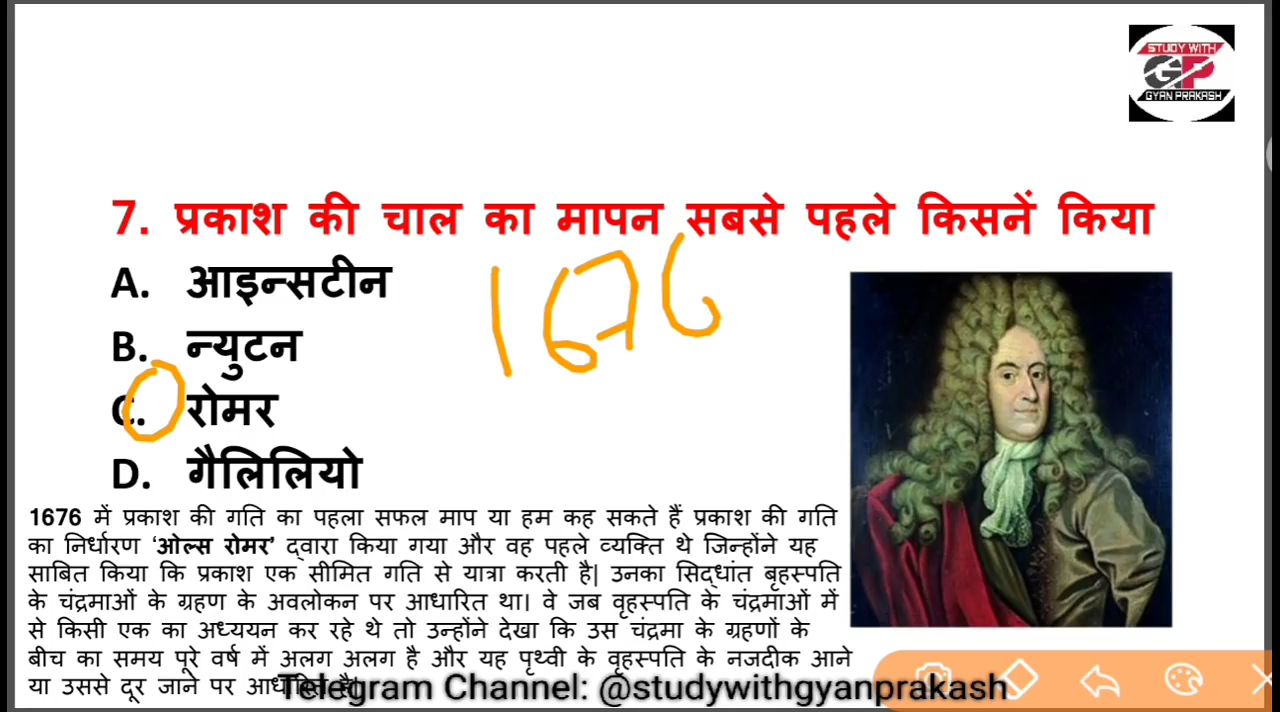 STUDY WITH
GP
GYAN PRAKASH
7. प्रकाश की चाल का मापन सबसे पहले किसनें किया
1676
A. आइन्सटीन
B. न्युटन
C. रोमर
D. गैलिलियो
1676 में प्रकाश की गति का पहला सफल माप या हम कह सकते हैं प्रकाश की गति
का निर्धारण ‘ओल्स रोमर’ द्वारा किया गया और वह पहले व्यक्ति थे जिन्होंने यह
साबित किया कि प्रकाश एक सीमित गति से यात्रा करती है| उनका सिद्धांत बृहस्पति
के चंद्रमाओं के ग्रहण के अवलोकन पर आधारित था। वे जब वृहस्पति के चंद्रमाओं में
से किसी एक का अध्ययन कर रहे थे तो उन्होंने देखा कि उस चंद्रमा के ग्रहणों के
बीच का समय पूरे वर्ष में अलग अलग है और यह पृथ्वी के वृहस्पति के नजदीक आने
या उससे दूर जाने पर
Telegram Channel: @studywithgyanprakash